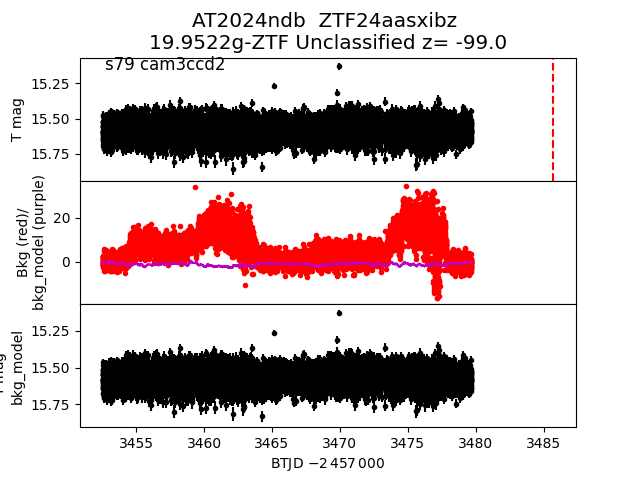 AT2024ndb  ZTF24aasxibz
19.9522g-ZTF Unclassified z= -99.0
s79 cam3ccd2
T mag
15.25
15.50
15.75
Bkg (red)/
bkg_model (purple)
20
0
bkg_model
15.25
15.50
15.75
3455 3460 3465 3470 3475 3480 3485
BTJD −2 457 000